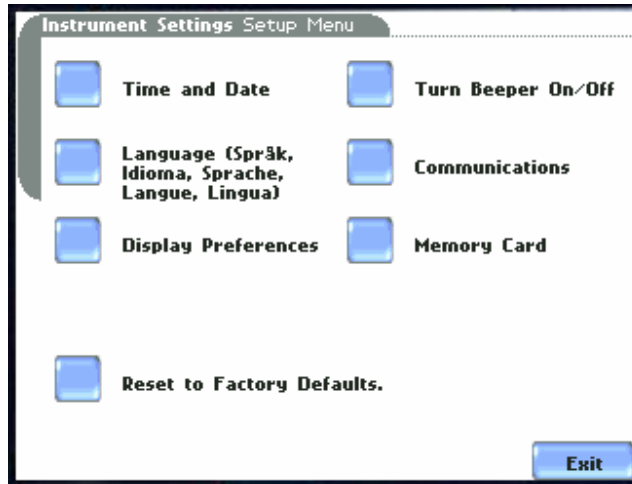 Instrument Settings Setup Menu
Time and Date
Turn Beeper On/Off
Language (Språk,
Idioma, Sprache,
Langue, Lingua)
Communications
Display Preferences
Memory Card
Reset to Factory Defaults.
Exit